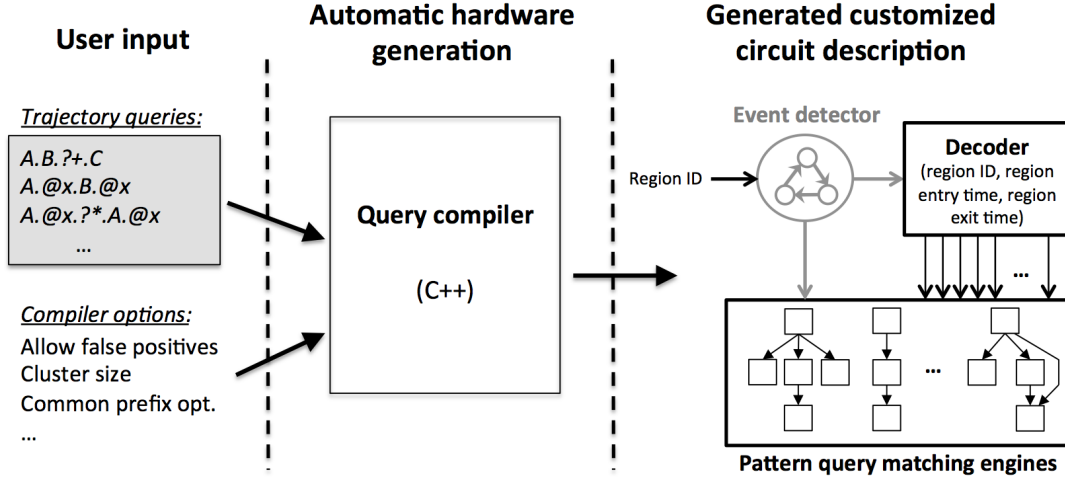 User input
Automatic hardware
generation
Generated customized
circuit description
Trajectory queries:
A.B.?+.C
A.@x.B.@x
A.@x.?*.A.@x
...
Compiler options:
Allow false positives
Cluster size
Common prefix opt.
...
Query compiler
(C++)
Event detector
Region ID
Decoder
(region ID, region
entry time, region
exit time)
...
...
Pattern query matching engines